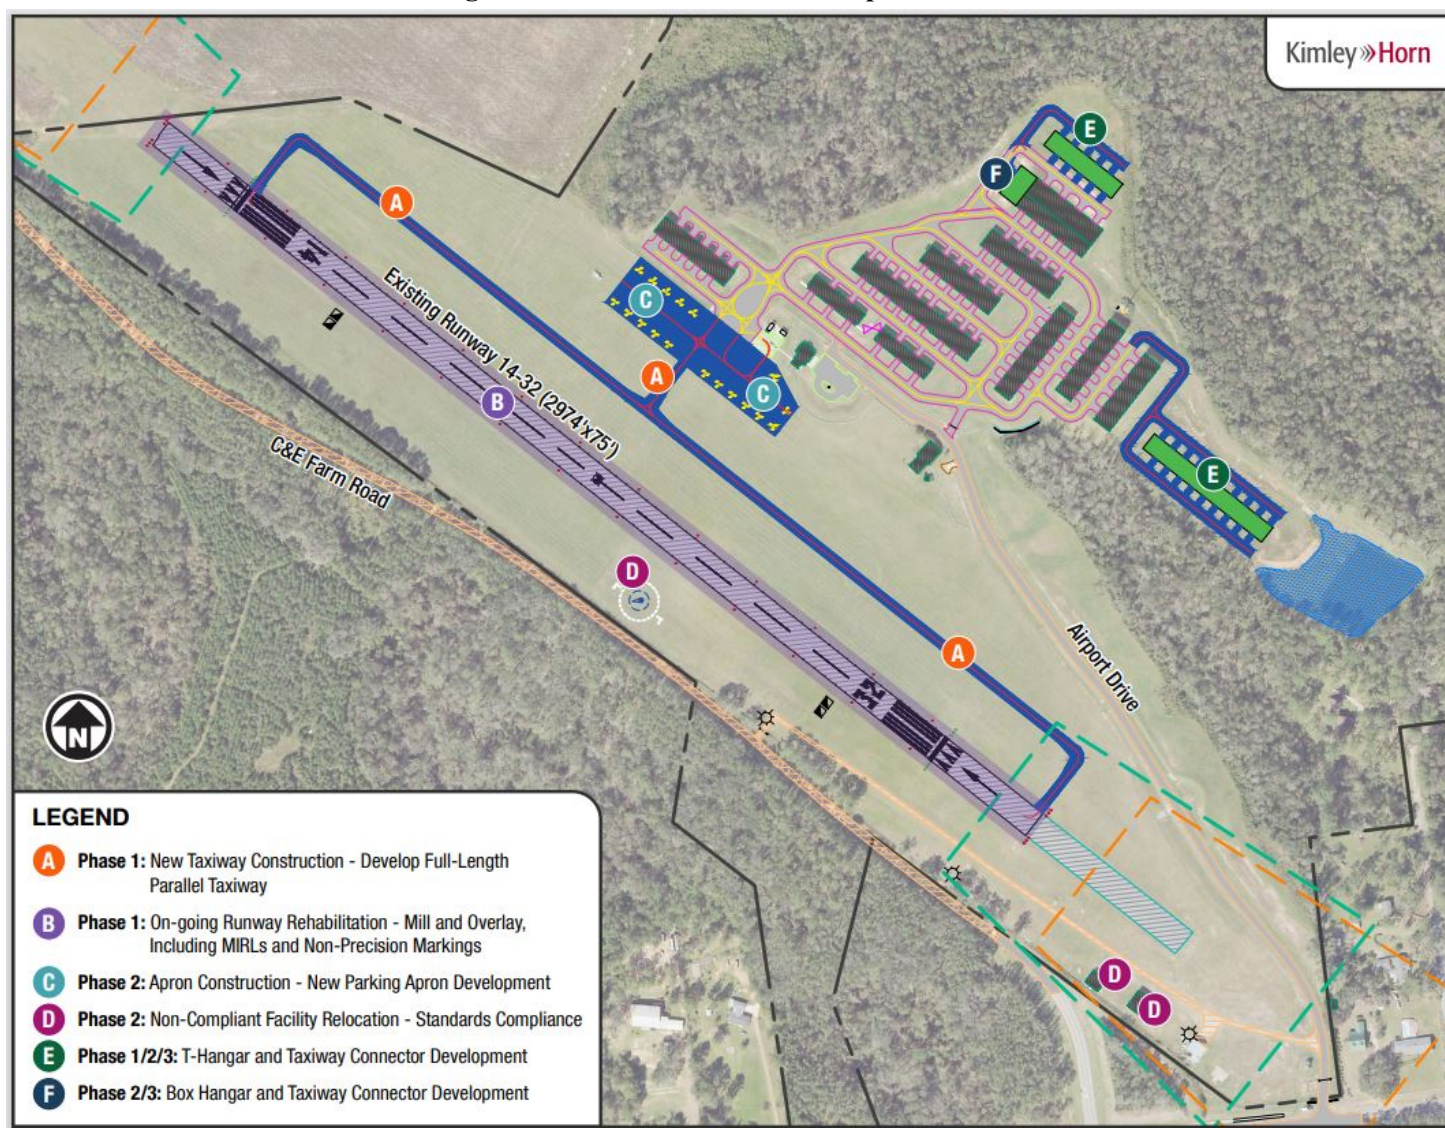 Kimley»Horn
E
F
A
C
Existing Runway 14-32 (2974'x75')
A
C
B
C&E Farm Road
E
D
A
Airport Drive
14
32
N
D
D
LEGEND
A Phase 1: New Taxiway Construction - Develop Full-Length
Parallel Taxiway
B Phase 1: On-going Runway Rehabilitation - Mill and Overlay,
Including MIRLs and Non-Precision Markings
C Phase 2: Apron Construction - New Parking Apron Development
D Phase 2: Non-Compliant Facility Relocation - Standards Compliance
E Phase 1/2/3: T-Hangar and Taxiway Connector Development
F Phase 2/3: Box Hangar and Taxiway Connector Development